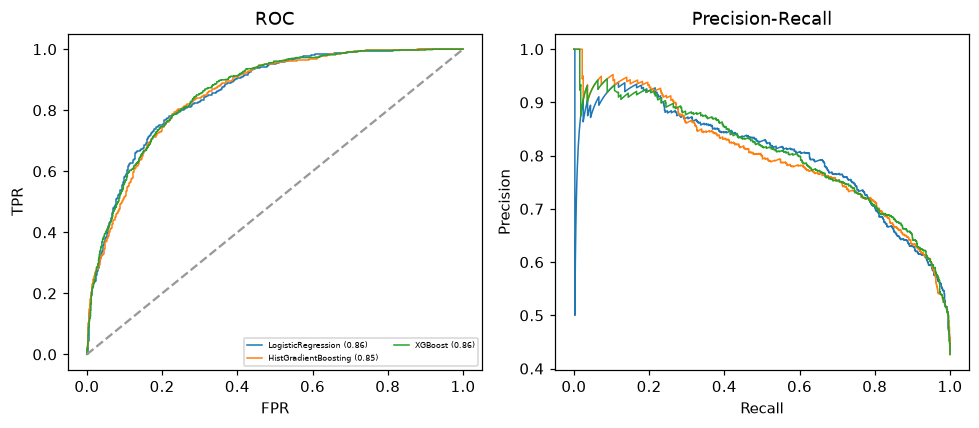 ROC
1.0
0.8
0.6
0.4
0.2
0.0
TPR
0.0 0.2 0.4 0.6 0.8 1.0
FPR
LogisticRegression (0.86)
HistGradientBoosting (0.85)
XGBoost (0.86)
Precision-Recall
1.0
0.9
0.8
0.7
0.6
0.5
0.4
Precision
0.0 0.2 0.4 0.6 0.8 1.0
Recall